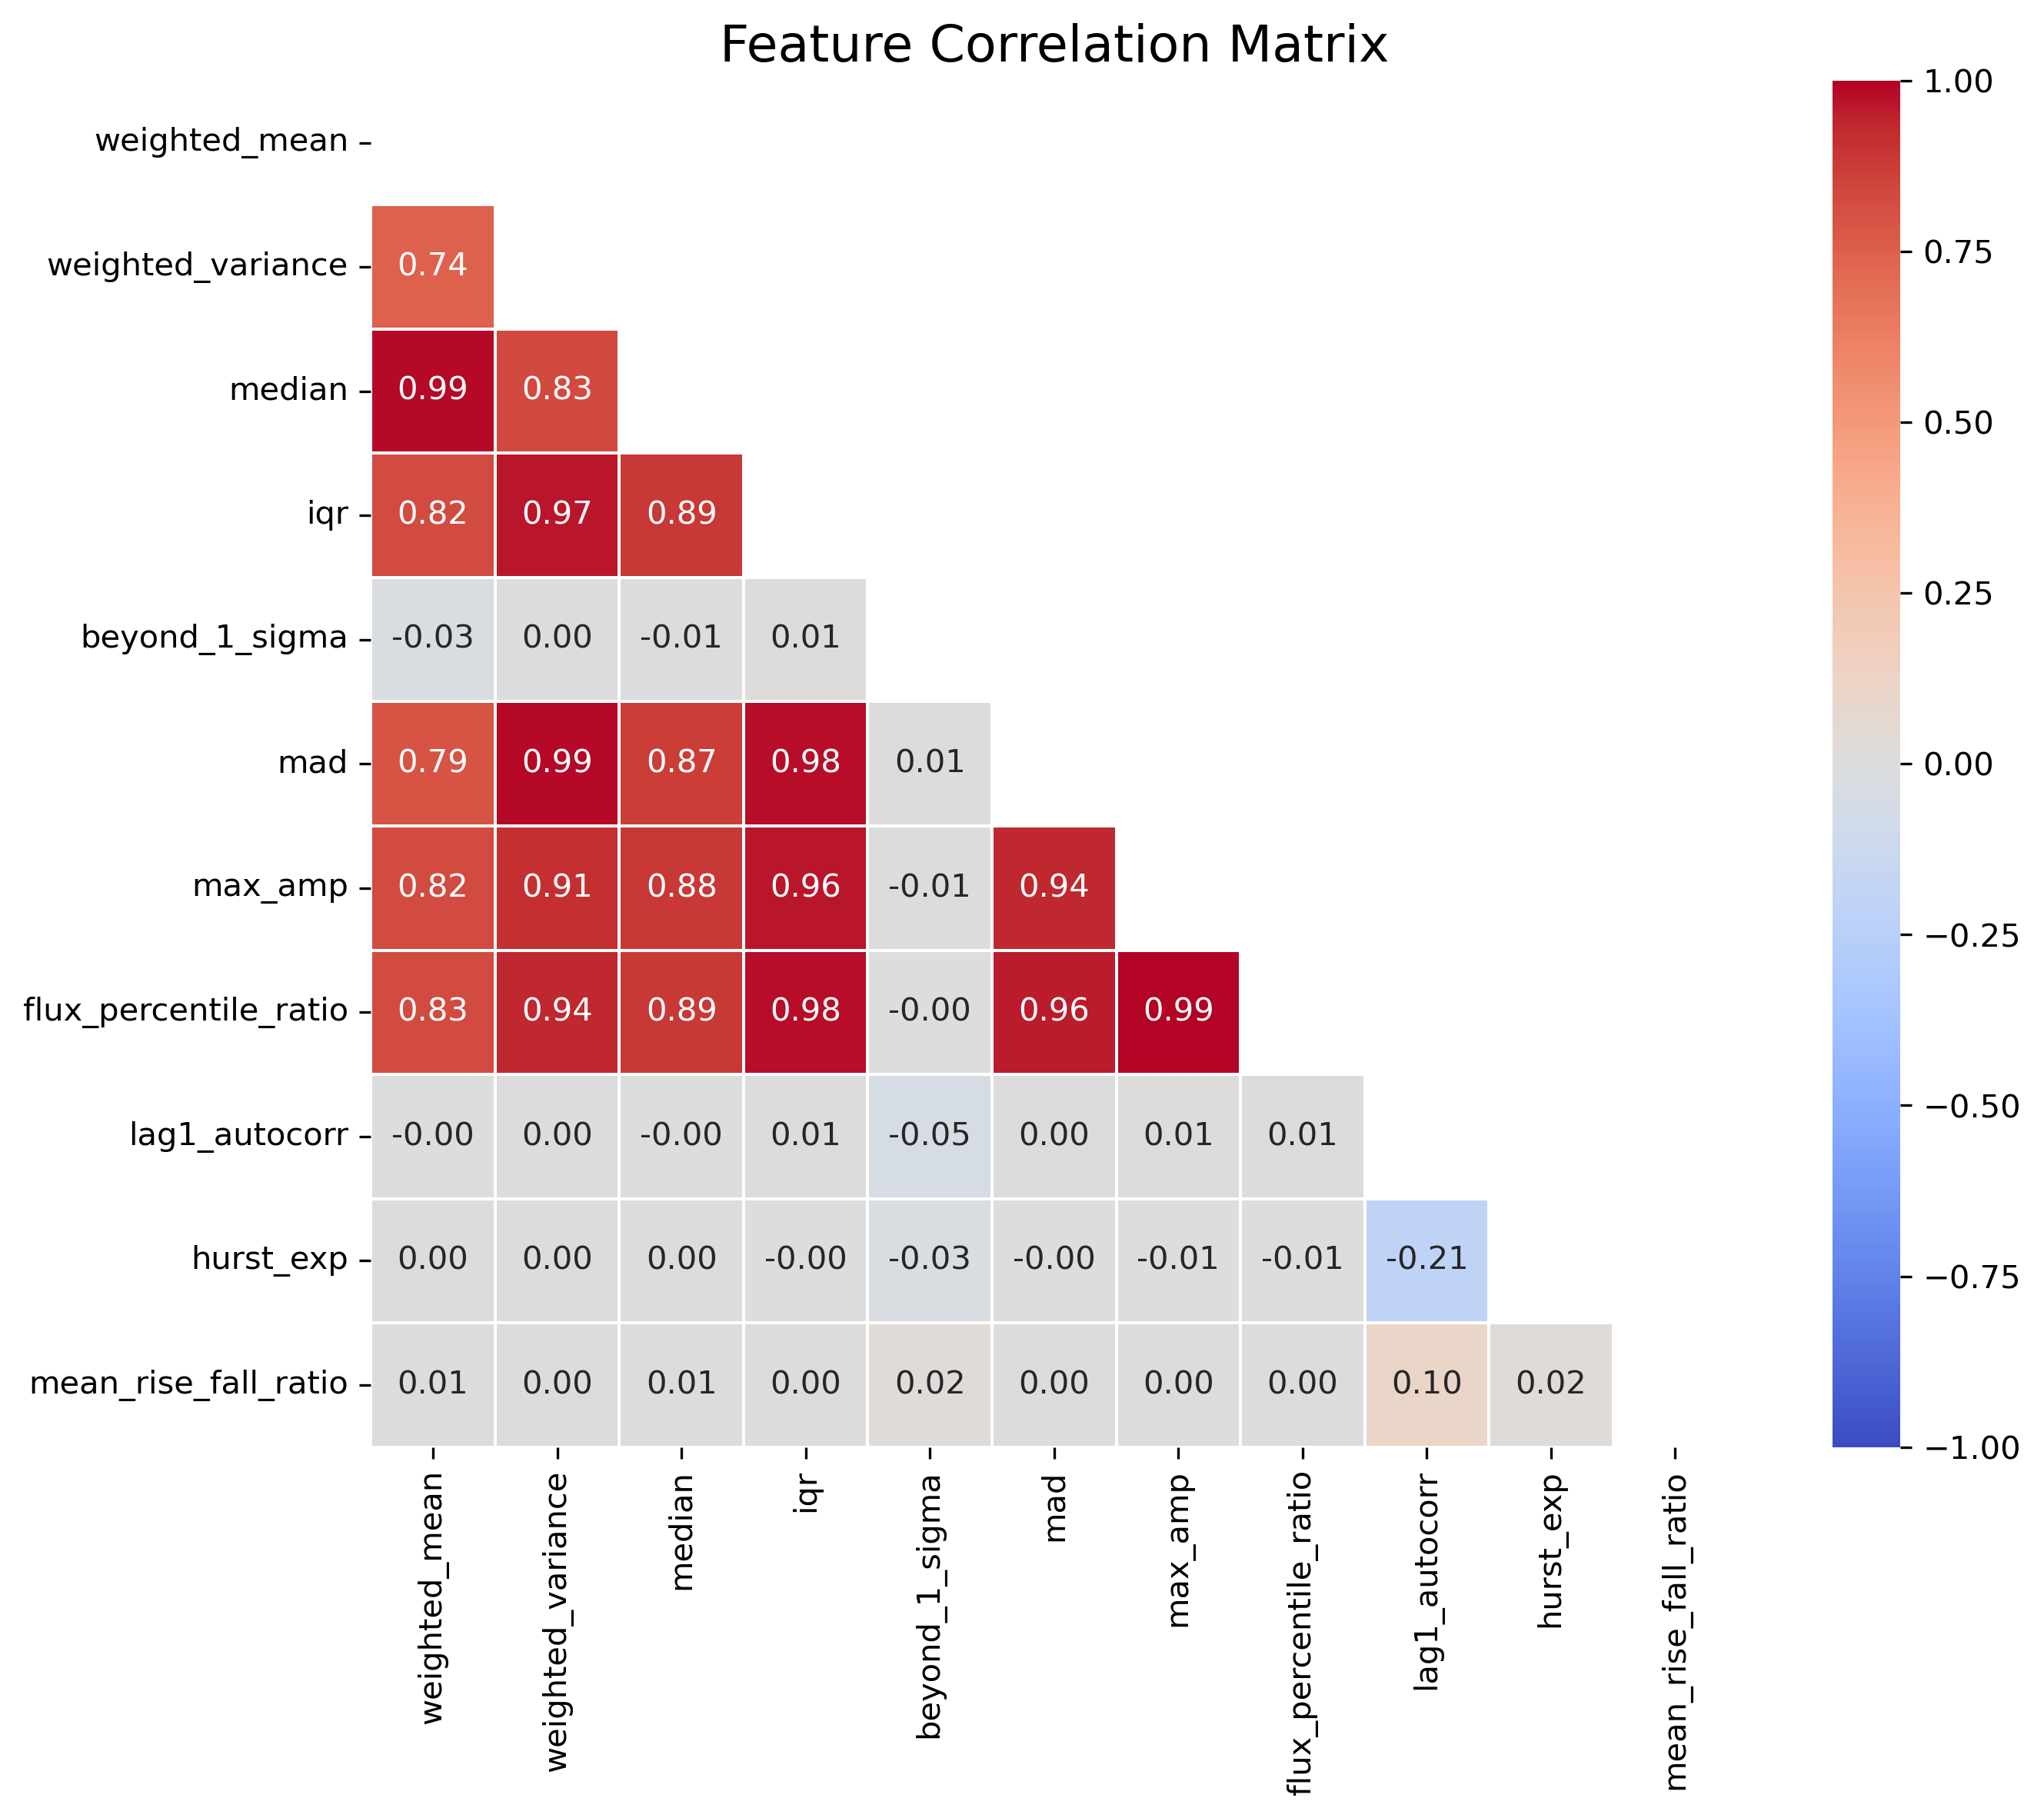 Feature Correlation Matrix
weighted_mean
weighted_variance 0.74
median 0.99 0.83
iqr 0.82 0.97 0.89
beyond_1_sigma -0.03 0.00 -0.01 0.01
mad 0.79 0.99 0.87 0.98 0.01
max_amp 0.82 0.91 0.88 0.96 -0.01 0.94
flux_percentile_ratio 0.83 0.94 0.89 0.98 -0.00 0.96 0.99
lag1_autocorr -0.00 0.00 -0.00 0.01 -0.05 0.00 0.01 0.01
hurst_exp 0.00 0.00 0.00 -0.00 -0.03 -0.00 -0.01 -0.01 -0.21
mean_rise_fall_ratio 0.01 0.00 0.01 0.00 0.02 0.00 0.00 0.00 0.10 0.02
weighted_mean
weighted_variance
median
iqr
beyond_1_sigma
mad
max_amp
flux_percentile_ratio
lag1_autocorr
hurst_exp
mean_rise_fall_ratio
1.00
0.75
0.50
0.25
0.00
−0.25
−0.50
−0.75
−1.00